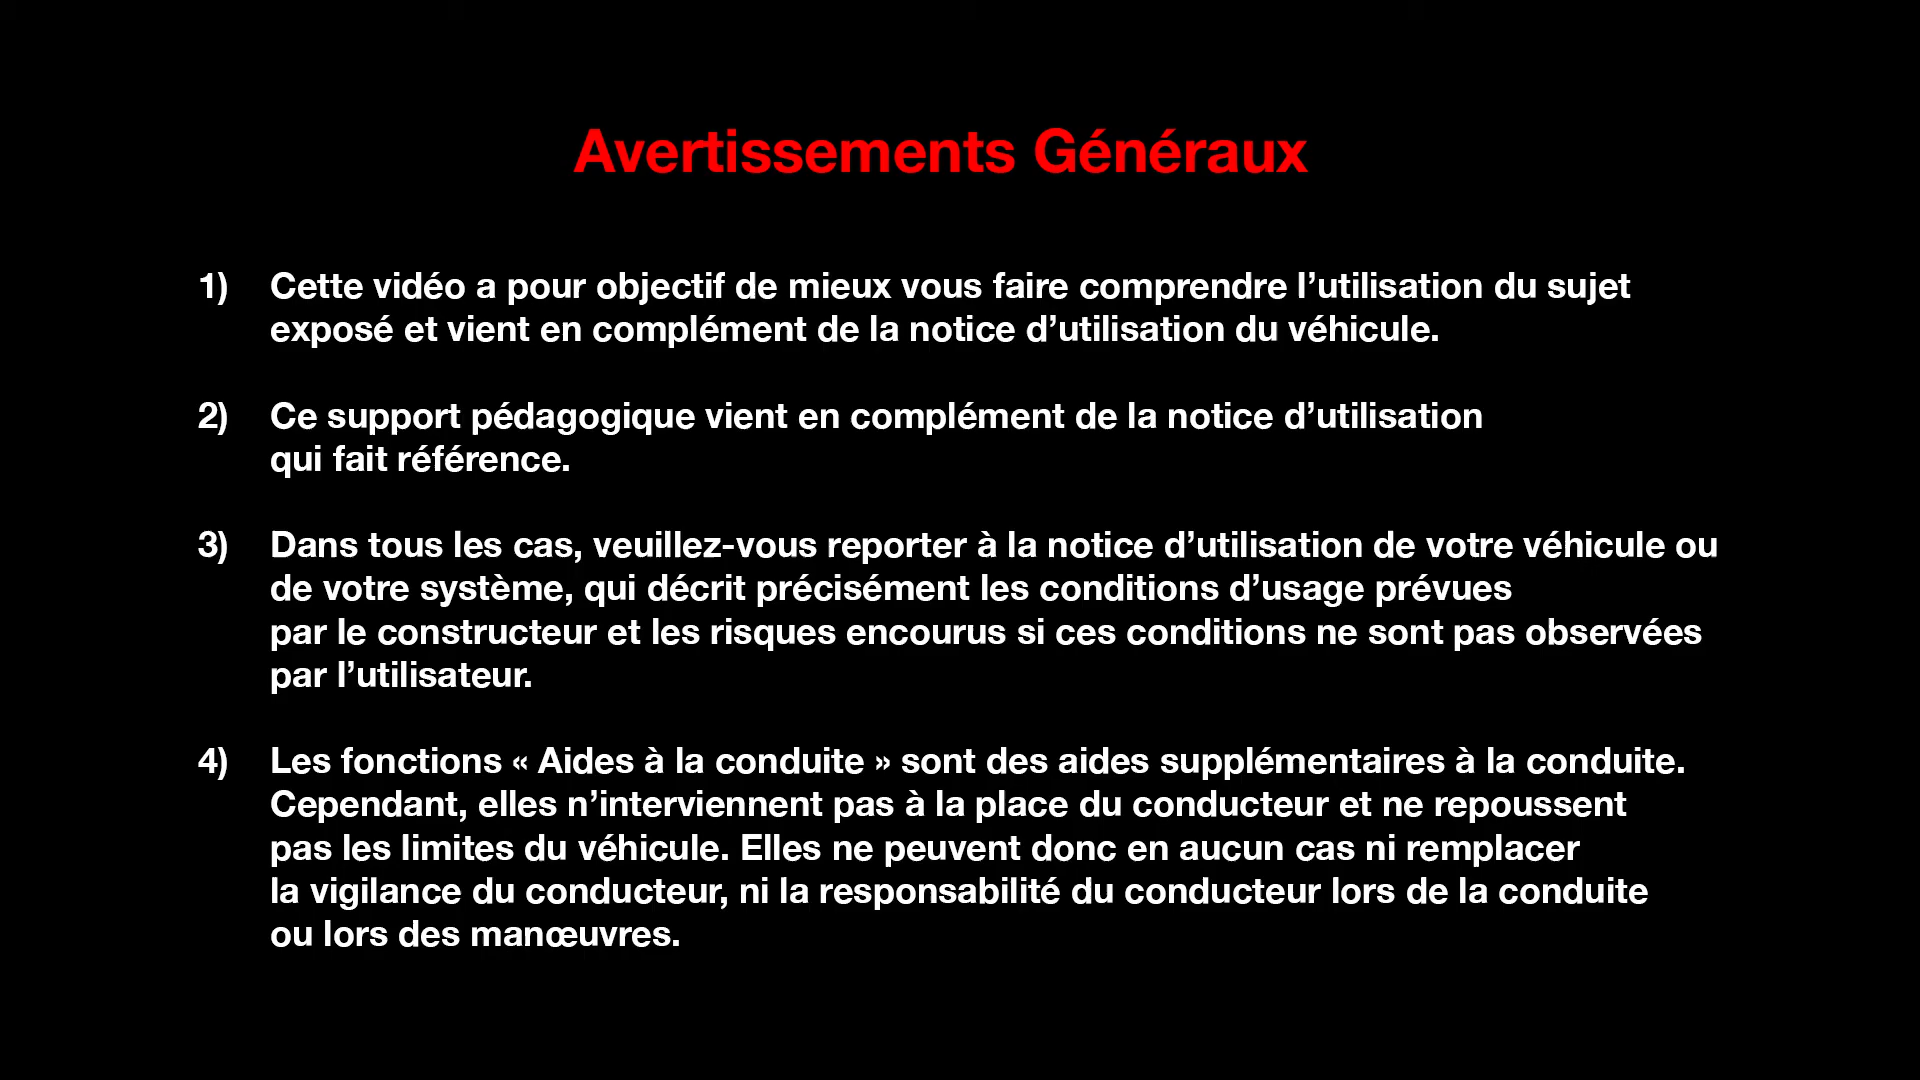 Avertissements Généraux
1) Cette vidéo a pour objectif de mieux vous faire comprendre l’utilisation du sujet
exposé et vient en complément de la notice d’utilisation du véhicule.
2) Ce support pédagogique vient en complément de la notice d’utilisation
qui fait référence.
3) Dans tous les cas, veuillez-vous reporter à la notice d’utilisation de votre véhicule ou
de votre système, qui décrit précisément les conditions d’usage prévues
par le constructeur et les risques encourus si ces conditions ne sont pas observées
par l’utilisateur.
4) Les fonctions « Aides à la conduite » sont des aides supplémentaires à la conduite.
Cependant, elles n’interviennent pas à la place du conducteur et ne repoussent
pas les limites du véhicule. Elles ne peuvent donc en aucun cas ni remplacer
la vigilance du conducteur, ni la responsabilité du conducteur lors de la conduite
ou lors des manœuvres.